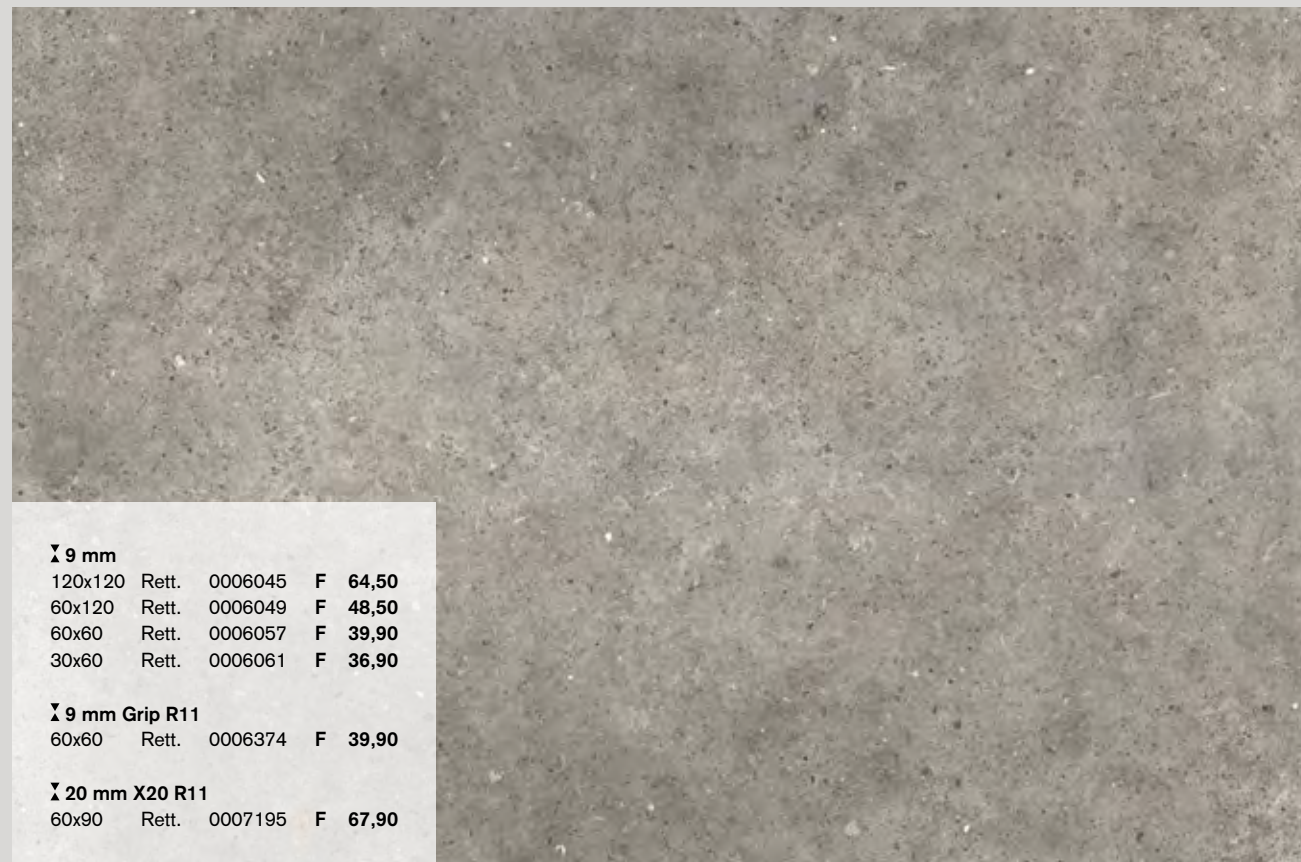 9 mm
120x120 Rett. 0006045 F 64,50
60x120 Rett. 0006049 F 48,50
60x60 Rett. 0006057 F 39,90
30x60 Rett. 0006061 F 36,90
9 mm Grip R11
60x60 Rett. 0006374 F 39,90
20 mm X20 R11
60x90 Rett. 0007195 F 67,90